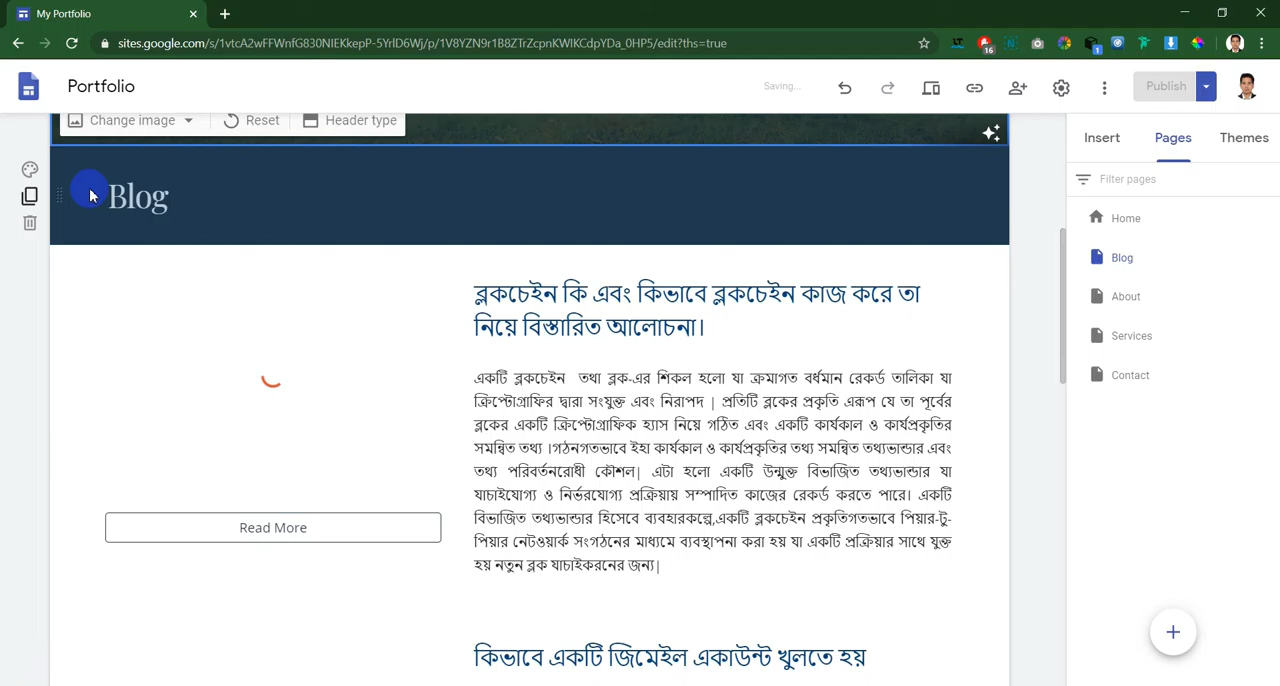 My Portfolio
sites.google.com/s/1vtcA2wFFWnfG830NIEKkepP-5YrlD6Wj/p/1V8YZN9r1B8ZTrZcpnKWIKCdpYDa_0HP5/edit?ths=true
16
1
Portfolio
Saving...
Publish
Change image
Reset
Header type
Insert
Pages
Themes
Filter pages
Home
Blog
About
Services
Contact
Blog
ব্লকচেইন কি এবং কিভাবে ব্লকচেইন কাজ করে তা
নিয়ে বিস্তারিত আলোচনা।
একটি ব্লকচেইন তথা ব্লক-এর শিকল হলো যা ক্রমাগত বর্ধমান রেকর্ড তালিকা যা
ক্রিপ্টোগ্রাফির দ্বারা সংযুক্ত এবং নিরাপদ | প্রতিটি ব্লকের প্রকৃতি এরূপ যে তা পূর্বের
ব্লকের একটি ক্রিপ্টোগ্রাফিক হ্যাস নিয়ে গঠিত এবং একটি কার্যকাল ও কার্যপ্রকৃতির
সমন্বিত তথ্য ।গঠনগতভাবে ইহা কার্যকাল ও কার্যপ্রকৃতির তথ্য সমন্বিত তথ্যভান্ডার এবং
তথ্য পরিবর্তনরোধী কৌশল| এটা হলো একটি উন্মুক্ত বিভাজিত তথ্যভান্ডার যা
যাচাইযোগ্য ও নির্ভরযোগ্য প্রক্রিয়ায় সম্পাদিত কাজের রেকর্ড করতে পারে। একটি
বিভাজিত তথ্যভান্ডার হিসেবে ব্যবহারকল্পে,একটি ব্লকচেইন প্রকৃতিগতভাবে পিয়ার-টু-
পিয়ার নেটওয়ার্ক সংগঠনের মাধ্যমে ব্যবস্থাপনা করা হয় যা একটি প্রক্রিয়ার সাথে যুক্ত
হয় নতুন ব্লক যাচাইকরনের জন্য|
Read More
কিভাবে একটি জিমেইল একাউন্ট খুলতে হয়